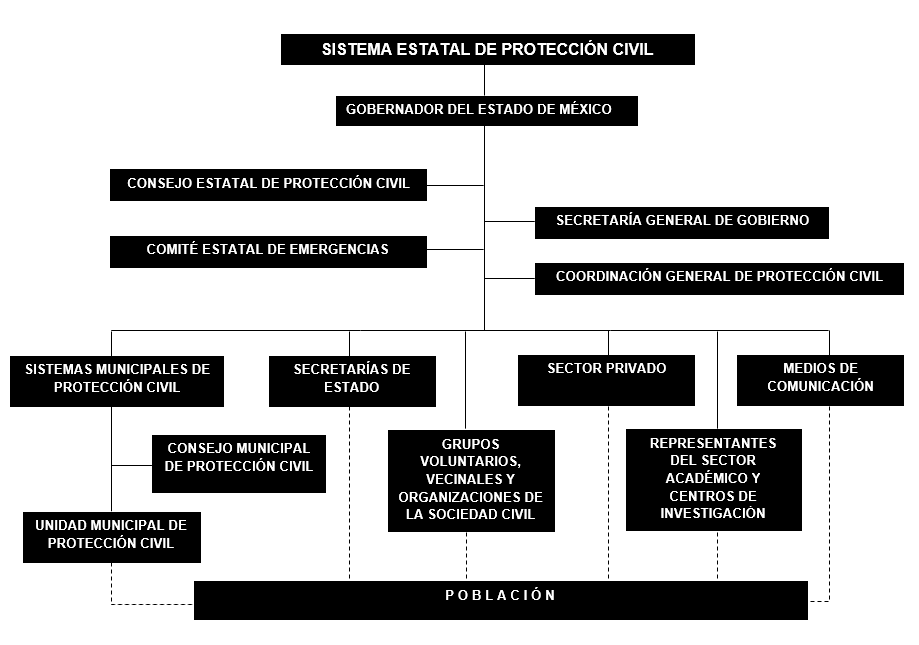 SISTEMA ESTATAL DE PROTECCIÓN CIVIL
GOBERNADOR DEL ESTADO DE MÉXICO
CONSEJO ESTATAL DE PROTECCIÓN CIVIL
SECRETARÍA GENERAL DE GOBIERNO
COMITÉ ESTATAL DE EMERGENCIAS
COORDINACIÓN GENERAL DE PROTECCIÓN CIVIL
SISTEMAS MUNICIPALES DE
PROTECCIÓN CIVIL
SECRETARÍAS DE
ESTADO
SECTOR PRIVADO
MEDIOS DE
COMUNICACIÓN
CONSEJO MUNICIPAL
DE PROTECCIÓN CIVIL
GRUPOS
VOLUNTARIOS,
VECINALES Y
ORGANIZACIONES DE
LA SOCIEDAD CIVIL
REPRESENTANTES
DEL SECTOR
ACADÉMICO Y
CENTROS DE
INVESTIGACIÓN
UNIDAD MUNICIPAL DE
PROTECCIÓN CIVIL
P O B L A C I Ó N